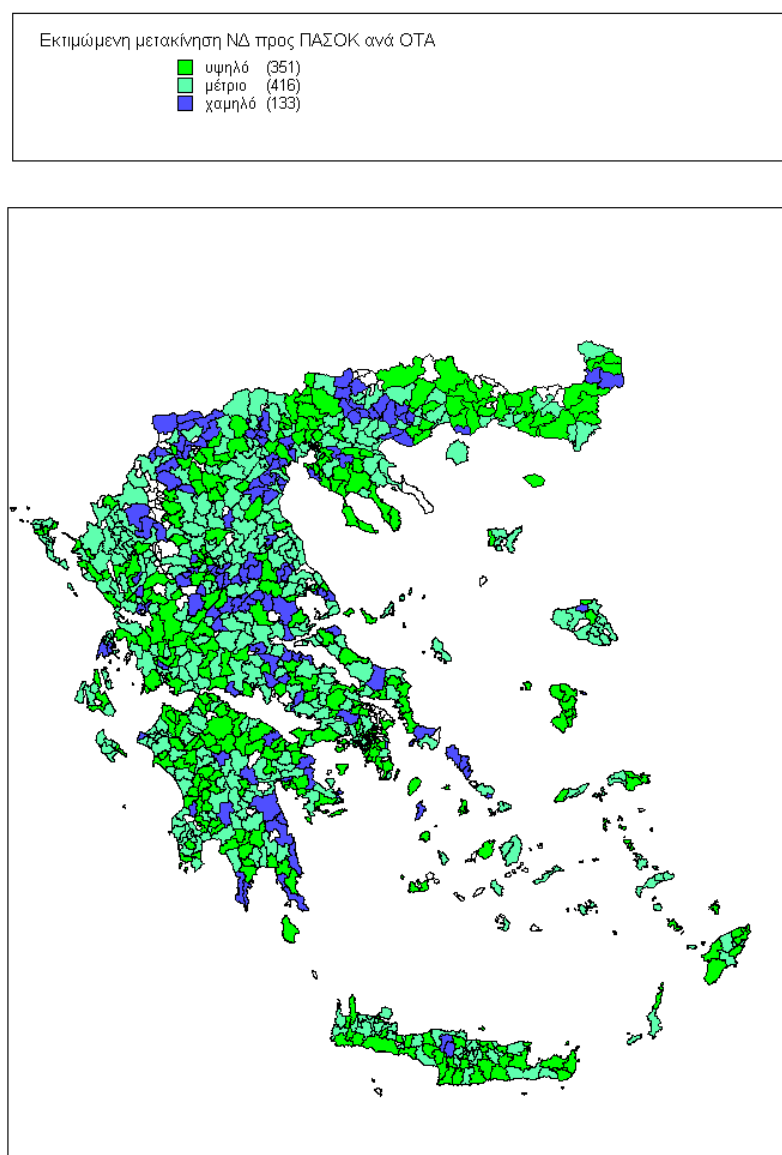 Εκτιμώμενη μετακίνηση ΝΔ προς ΠΑΣΟΚ ανά ΟΤΑ
υψηλό (351)
μέτριο (416)
χαμηλό (133)